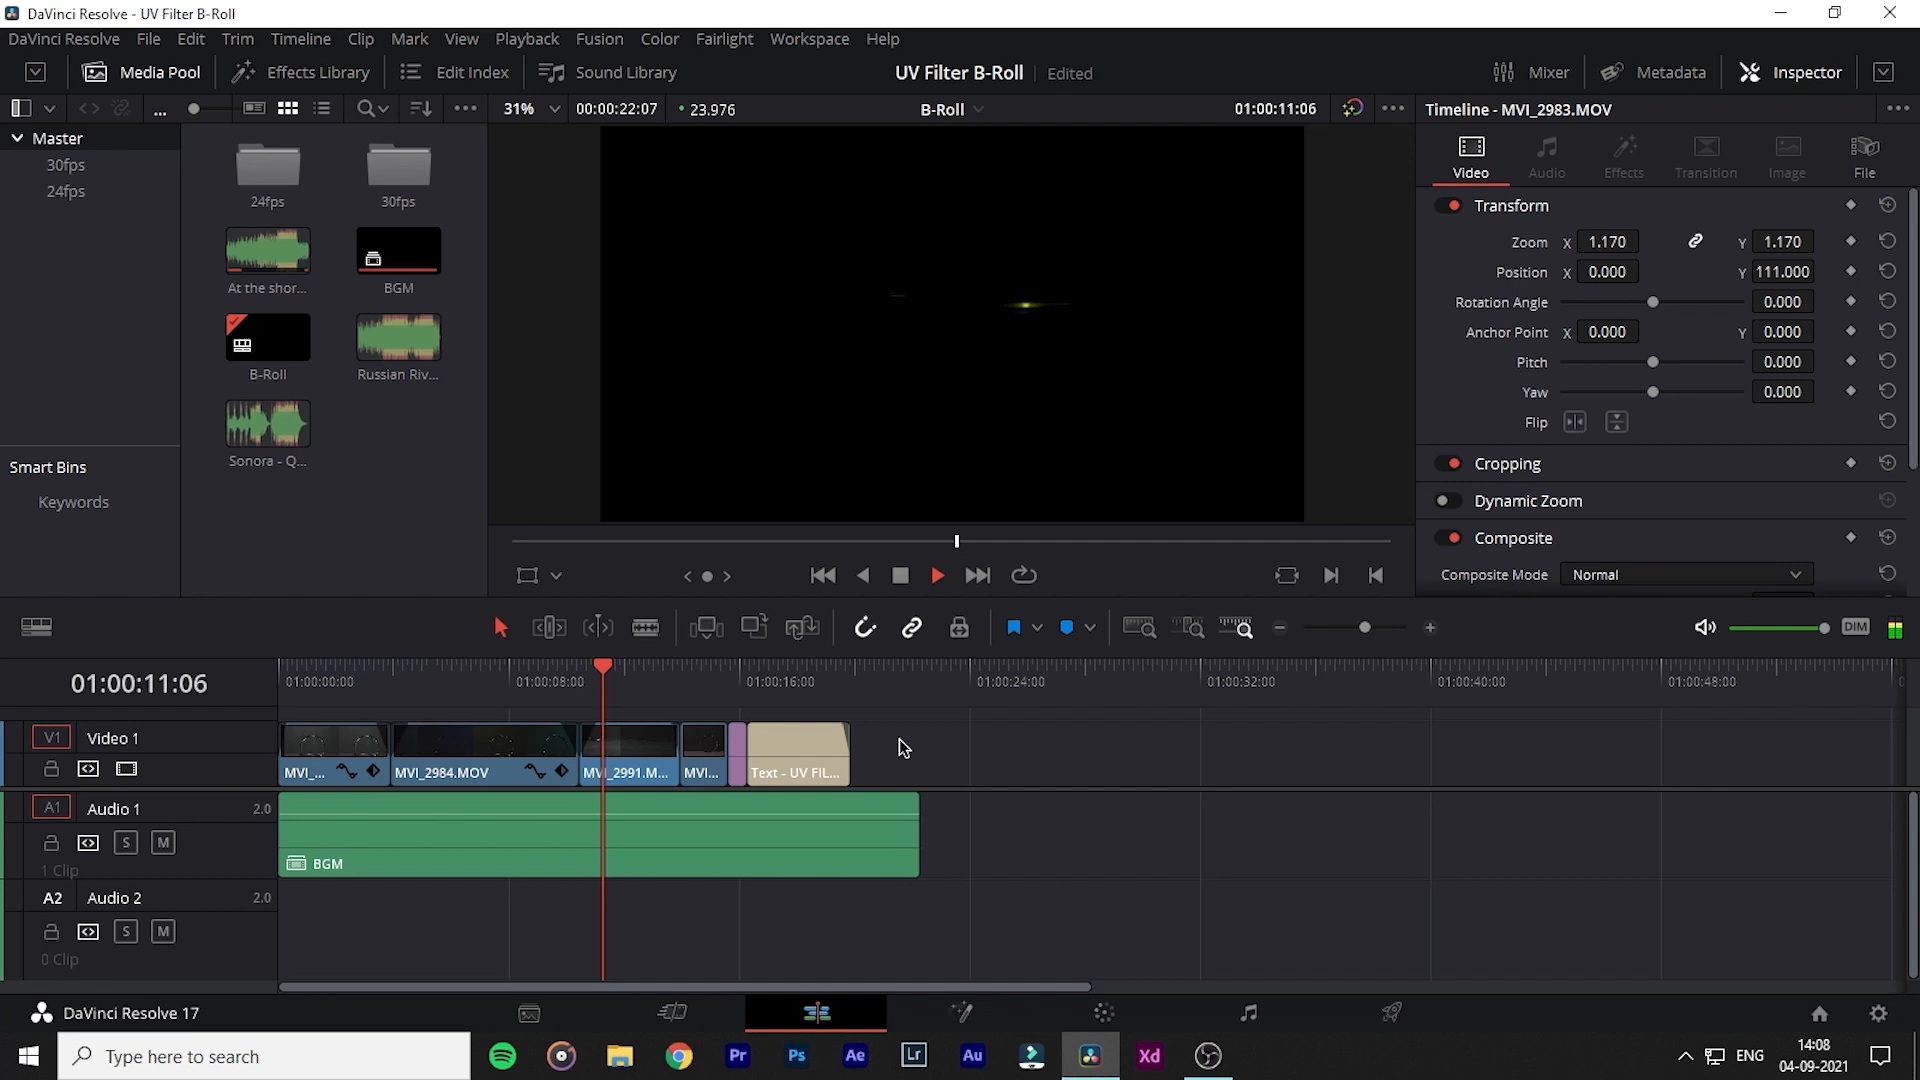 DaVinci Resolve - UV Filter B-Roll
DaVinci Resolve File Edit Trim Timeline Clip Mark View Playback Fusion Color Fairlight Workspace Help
Media Pool Effects Library Edit Index Sound Library UV Filter B-Roll Edited Mixer Metadata Inspector
... 31% 00:00:22:07 • 23.976 B-Roll 01:00:11:06 Timeline - MVI_2983.MOV
Master
30fps
24fps
24fps 30fps
At the shor... BGM
B-Roll Russian Riv...
Sonora - Q...
Smart Bins
Keywords
Video Audio Effects Transition Image File
Transform
Zoom X 1.170 Y 1.170
Position X 0.000 Y 111.000
Rotation Angle 0.000
Anchor Point X 0.000 Y 0.000
Pitch 0.000
Yaw 0.000
Flip
Cropping
Dynamic Zoom
Composite
Composite Mode Normal
DIM
01:00:11:06 01:00:00:00 01:00:08:00 01:00:16:00 01:00:24:00 01:00:32:00 01:00:40:00 01:00:48:00
V1 Video 1
MVI_... MVI_2984.MOV MVI_2991.M... MVI... Text - UV FIL...
A1 Audio 1 2.0
S M
1 Clip
BGM
A2 Audio 2 2.0
S M
0 Clip
DaVinci Resolve 17
Type here to search Pr Ps Ae Lr Au Xd ENG 14:08
04-09-2021